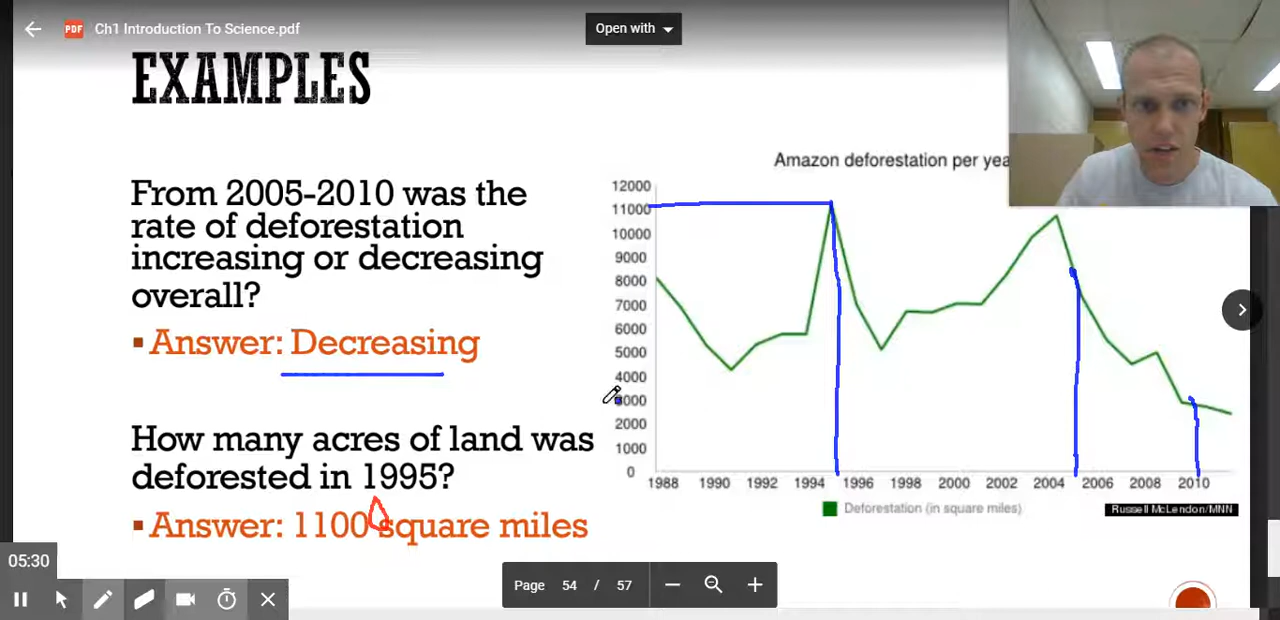 Ch1 Introduction To Science.pdf
PDF
Open with
EXAMPLES
From 2005-2010 was the
rate of deforestation
increasing or decreasing
overall?
Answer: Decreasing
How many acres of land was
deforested in 1995?
Answer: 11000 square miles
Amazon deforestation per yea
12000
11000
10000
9000
8000
7000
6000
5000
4000
3000
2000
1000
0
1988 1990 1992 1994 1996 1998 2000 2002 2004 2006 2008 2010
Deforestation (in square miles)
Russell McLendon/MNN
05:30
Page 54 / 57